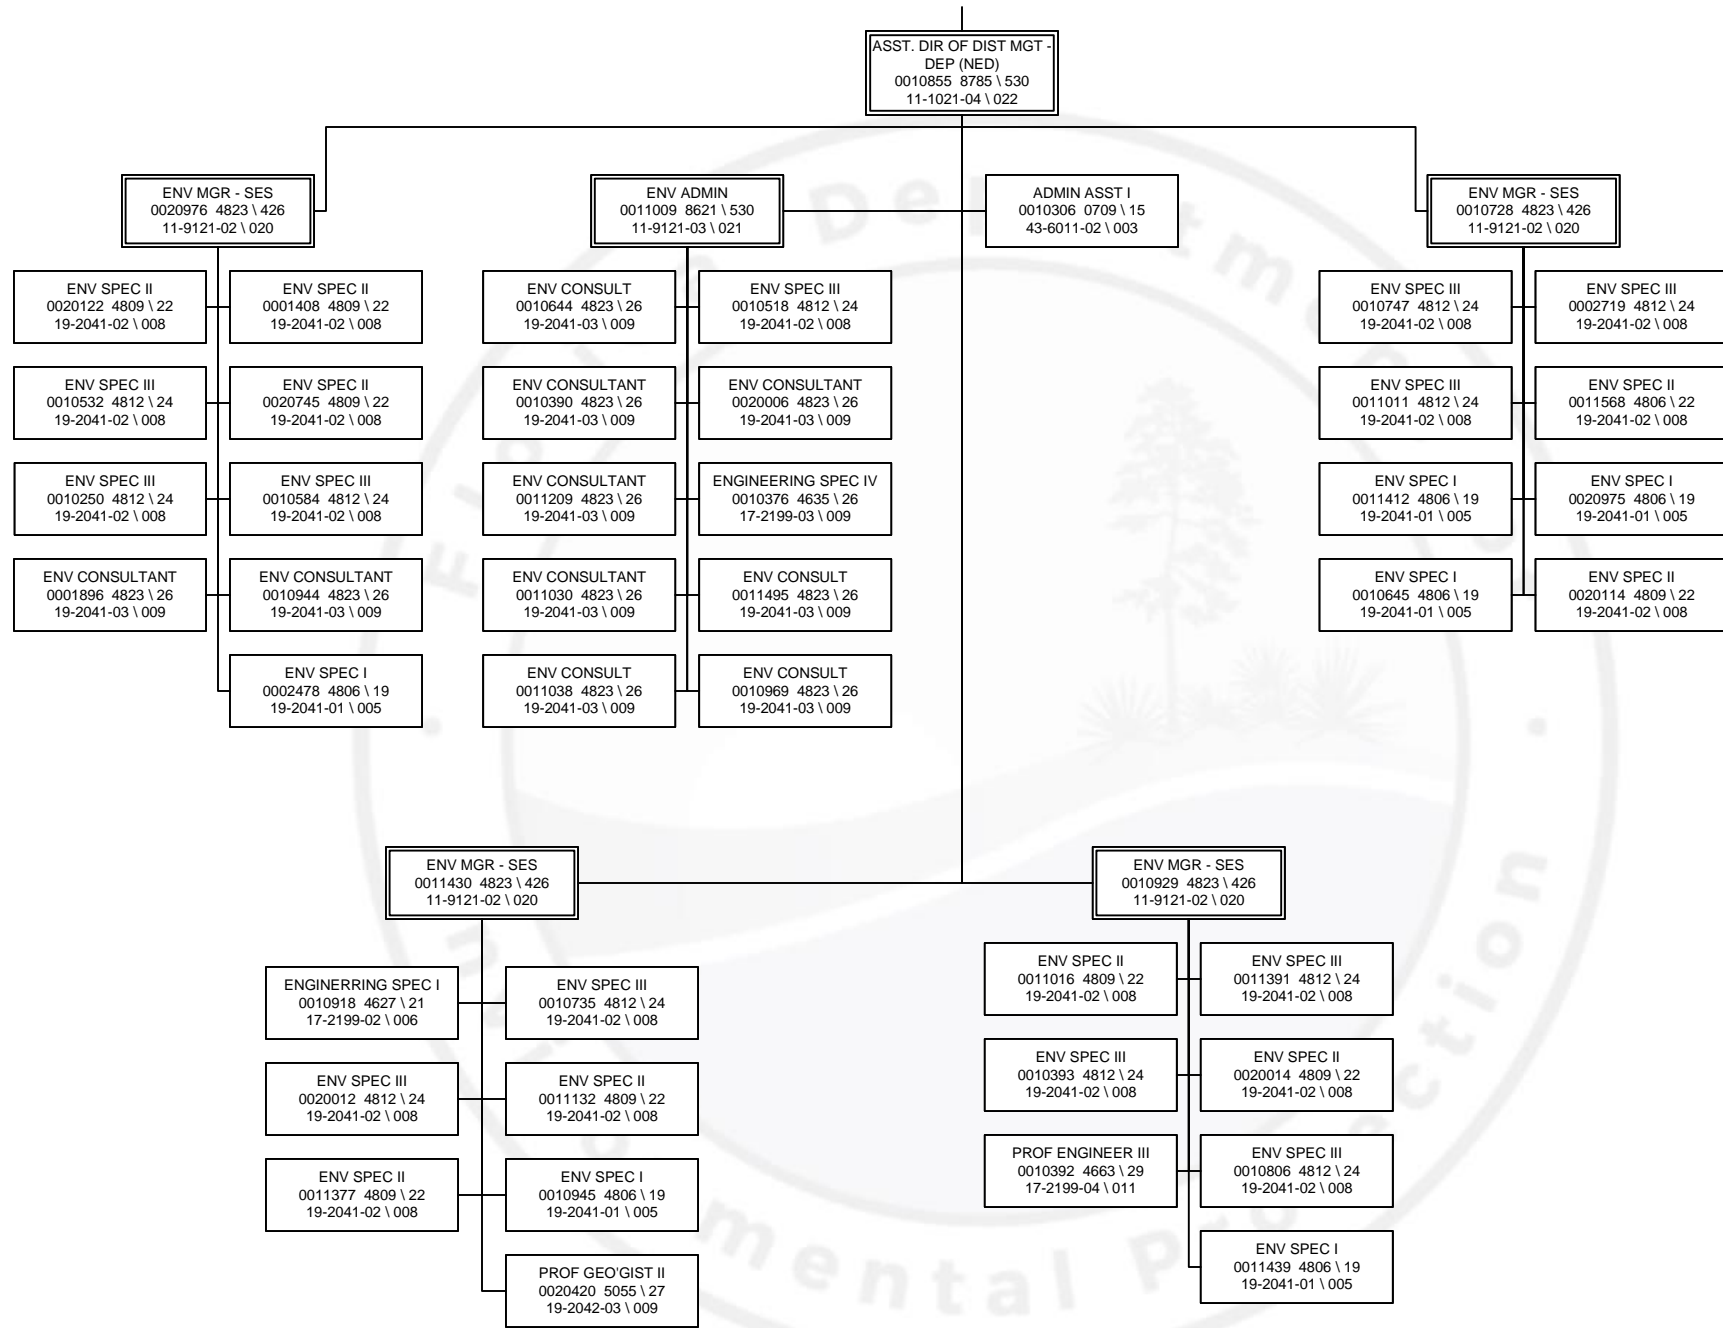 ASST. DIR OF DIST MGT -
DEP (NED)
0010855 8785 \ 530
11-1021-04 \ 022
ENV MGR - SES
0020976 4823 \ 426
11-9121-02 \ 020
ENV ADMIN
0011009 8621 \ 530
11-9121-03 \ 021
ADMIN ASST I
0010306 0709 \ 15
43-6011-02 \ 003
ENV MGR - SES
0010728 4823 \ 426
11-9121-02 \ 020
ENV SPEC II
0020122 4809 \ 22
19-2041-02 \ 008
ENV SPEC II
0001408 4809 \ 22
19-2041-02 \ 008
ENV SPEC III
0010532 4812 \ 24
19-2041-02 \ 008
ENV SPEC II
0020745 4809 \ 22
19-2041-02 \ 008
ENV SPEC III
0010250 4812 \ 24
19-2041-02 \ 008
ENV SPEC III
0010584 4812 \ 24
19-2041-02 \ 008
ENV CONSULTANT
0001896 4823 \ 26
19-2041-03 \ 009
ENV CONSULTANT
0010944 4823 \ 26
19-2041-03 \ 009
ENV SPEC I
0002478 4806 \ 19
19-2041-01 \ 005
ENV CONSULT
0010644 4823 \ 26
19-2041-03 \ 009
ENV SPEC III
0010518 4812 \ 24
19-2041-02 \ 008
ENV CONSULTANT
0010390 4823 \ 26
19-2041-03 \ 009
ENV CONSULTANT
0020006 4823 \ 26
19-2041-03 \ 009
ENV CONSULTANT
0011209 4823 \ 26
19-2041-03 \ 009
ENGINEERING SPEC IV
0010376 4635 \ 26
17-2199-03 \ 009
ENV CONSULTANT
0011030 4823 \ 26
19-2041-03 \ 009
ENV CONSULT
0011495 4823 \ 26
19-2041-03 \ 009
ENV CONSULT
0011038 4823 \ 26
19-2041-03 \ 009
ENV CONSULT
0010969 4823 \ 26
19-2041-03 \ 009
ENV SPEC III
0010747 4812 \ 24
19-2041-02 \ 008
ENV SPEC III
0002719 4812 \ 24
19-2041-02 \ 008
ENV SPEC III
0011011 4812 \ 24
19-2041-02 \ 008
ENV SPEC II
0011568 4806 \ 22
19-2041-02 \ 008
ENV SPEC I
0011412 4806 \ 19
19-2041-01 \ 005
ENV SPEC I
0020975 4806 \ 19
19-2041-01 \ 005
ENV SPEC I
0010645 4806 \ 19
19-2041-01 \ 005
ENV SPEC II
0020114 4809 \ 22
19-2041-02 \ 008
ENV MGR - SES
0011430 4823 \ 426
11-9121-02 \ 020
ENV MGR - SES
0010929 4823 \ 426
11-9121-02 \ 020
ENGINERRING SPEC I
0010918 4627 \ 21
17-2199-02 \ 006
ENV SPEC III
0010735 4812 \ 24
19-2041-02 \ 008
ENV SPEC III
0020012 4812 \ 24
19-2041-02 \ 008
ENV SPEC II
0011132 4809 \ 22
19-2041-02 \ 008
ENV SPEC II
0011377 4809 \ 22
19-2041-02 \ 008
ENV SPEC I
0010945 4806 \ 19
19-2041-01 \ 005
PROF GEO'GIST II
0020420 5055 \ 27
19-2042-03 \ 009
ENV SPEC II
0011016 4809 \ 22
19-2041-02 \ 008
ENV SPEC III
0011391 4812 \ 24
19-2041-02 \ 008
ENV SPEC III
0010393 4812 \ 24
19-2041-02 \ 008
ENV SPEC II
0020014 4809 \ 22
19-2041-02 \ 008
PROF ENGINEER III
0010392 4663 \ 29
17-2199-04 \ 011
ENV SPEC III
0010806 4812 \ 24
19-2041-02 \ 008
ENV SPEC I
0011439 4806 \ 19
19-2041-01 \ 005